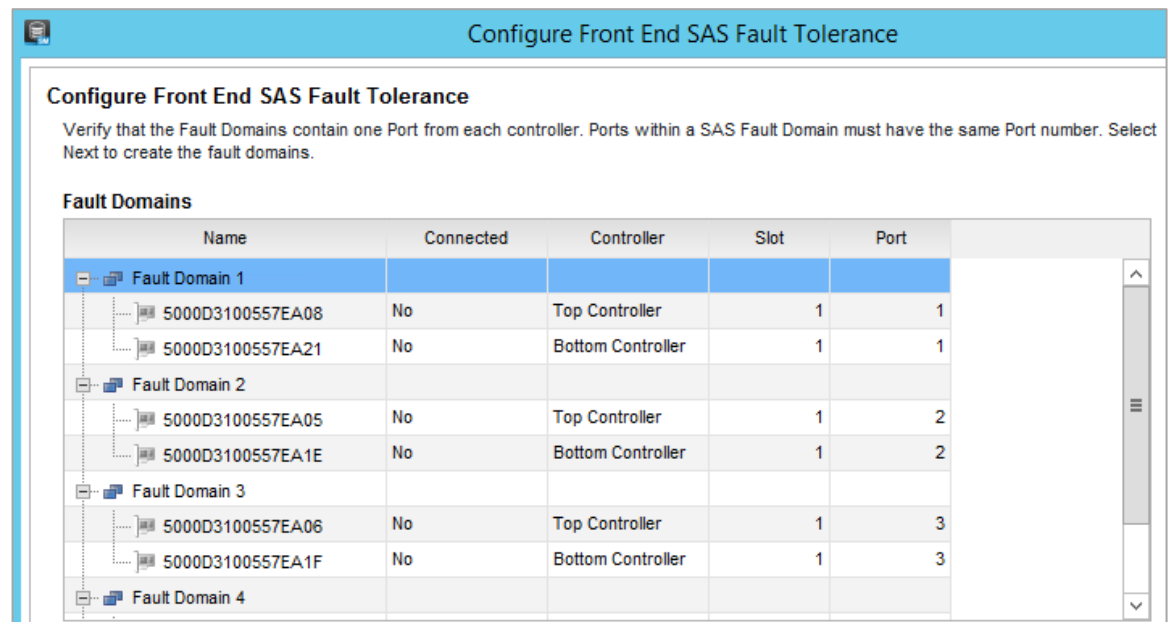 Configure Front End SAS Fault Tolerance
Configure Front End SAS Fault Tolerance
Verify that the Fault Domains contain one Port from each controller. Ports within a SAS Fault Domain must have the same Port number. Select
Next to create the fault domains.
Fault Domains
Name Connected Controller Slot Port
Fault Domain 1
5000D3100557EA08 No Top Controller 1 1
5000D3100557EA21 No Bottom Controller 1 1
Fault Domain 2
5000D3100557EA05 No Top Controller 1 2
5000D3100557EA1E No Bottom Controller 1 2
Fault Domain 3
5000D3100557EA06 No Top Controller 1 3
5000D3100557EA1F No Bottom Controller 1 3
Fault Domain 4